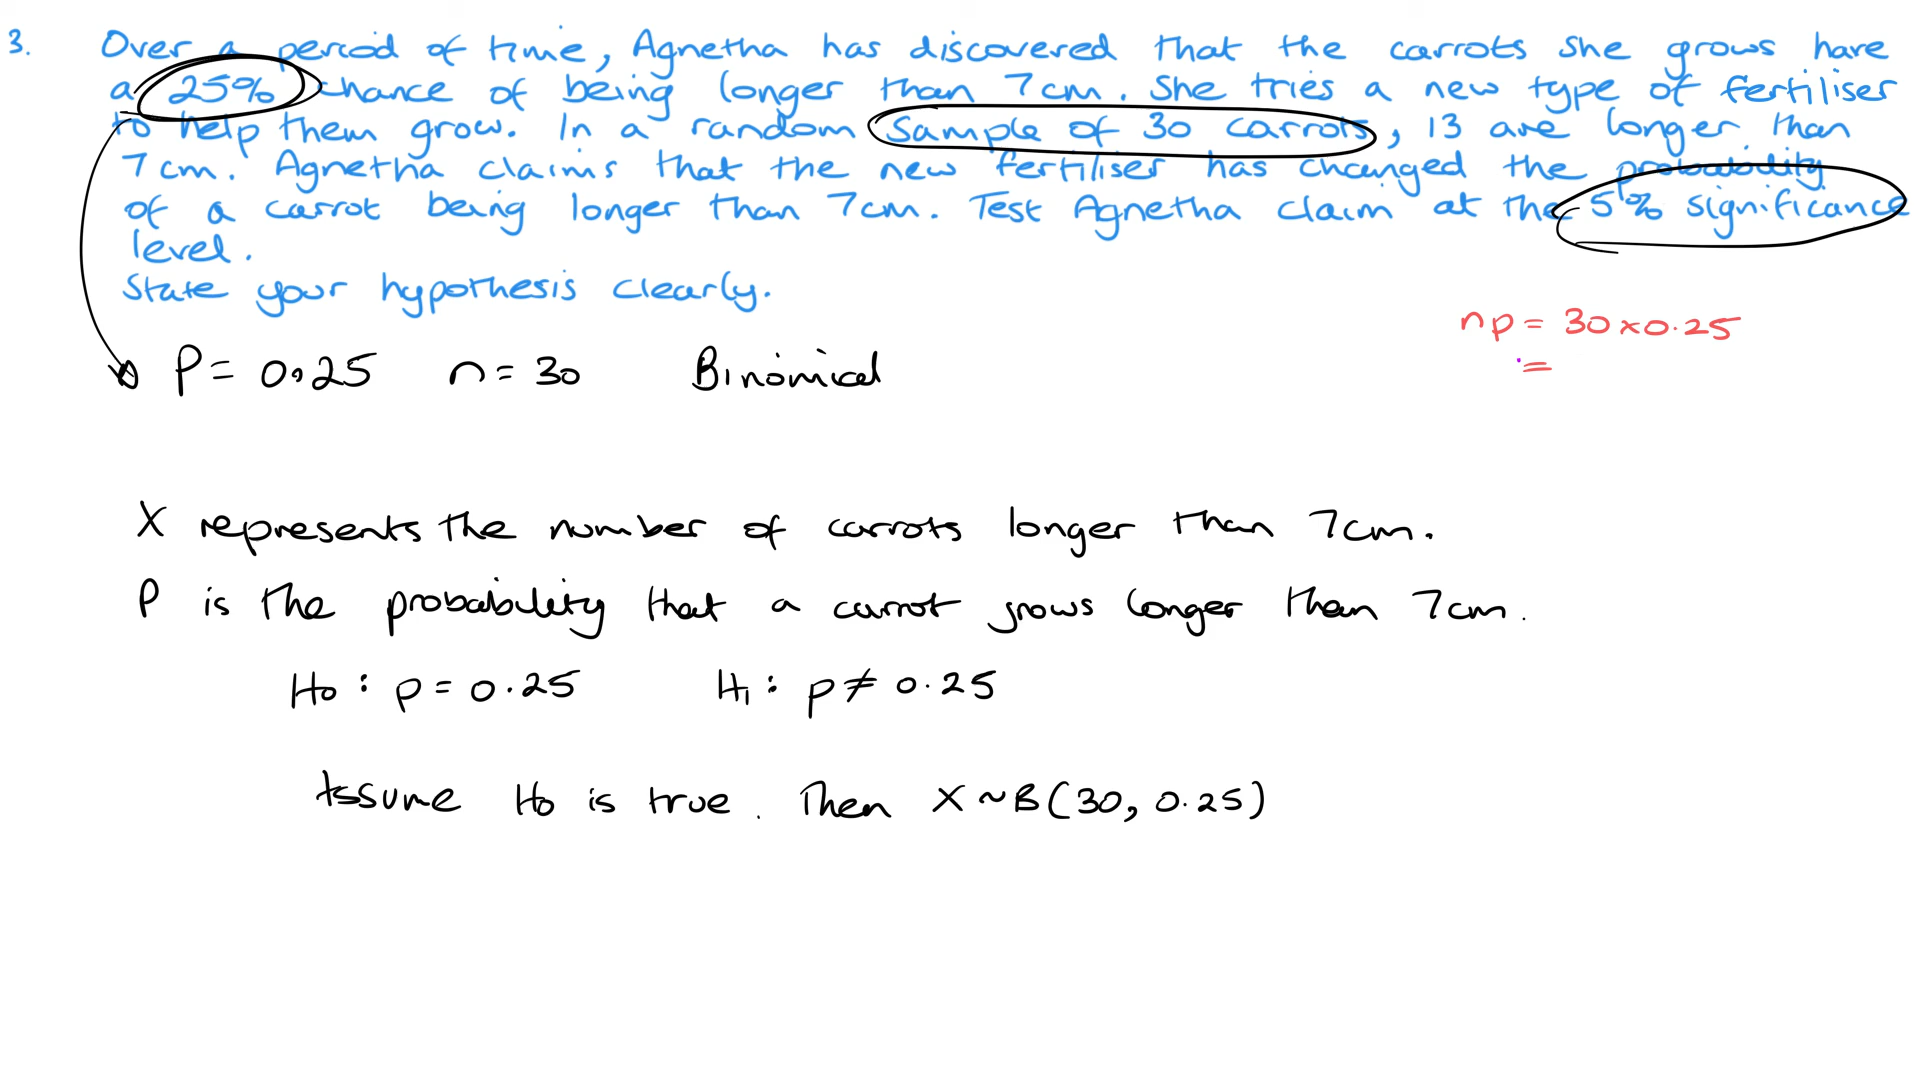 3. Over a period of time, Agnetha has discovered that the carrots she grows have
a 25% chance of being longer than 7cm. She tries a new type of fertiliser
to help them grow. In a random sample of 30 carrots, 13 are longer than
7cm. Agnetha claims that the new fertiliser has changed the probability
of a carrot being longer than 7cm. Test Agnetha claim at the 5% significance
level.
State your hypothesis clearly.
np = 30×0.25
=
P = 0.25 n = 30 Binomial
X represents the number of carrots longer than 7cm.
P is the probability that a carrot grows longer than 7cm.
H₀ : p = 0.25 H₁ : p ≠ 0.25
Assume H₀ is true. Then X ~ B(30, 0.25)